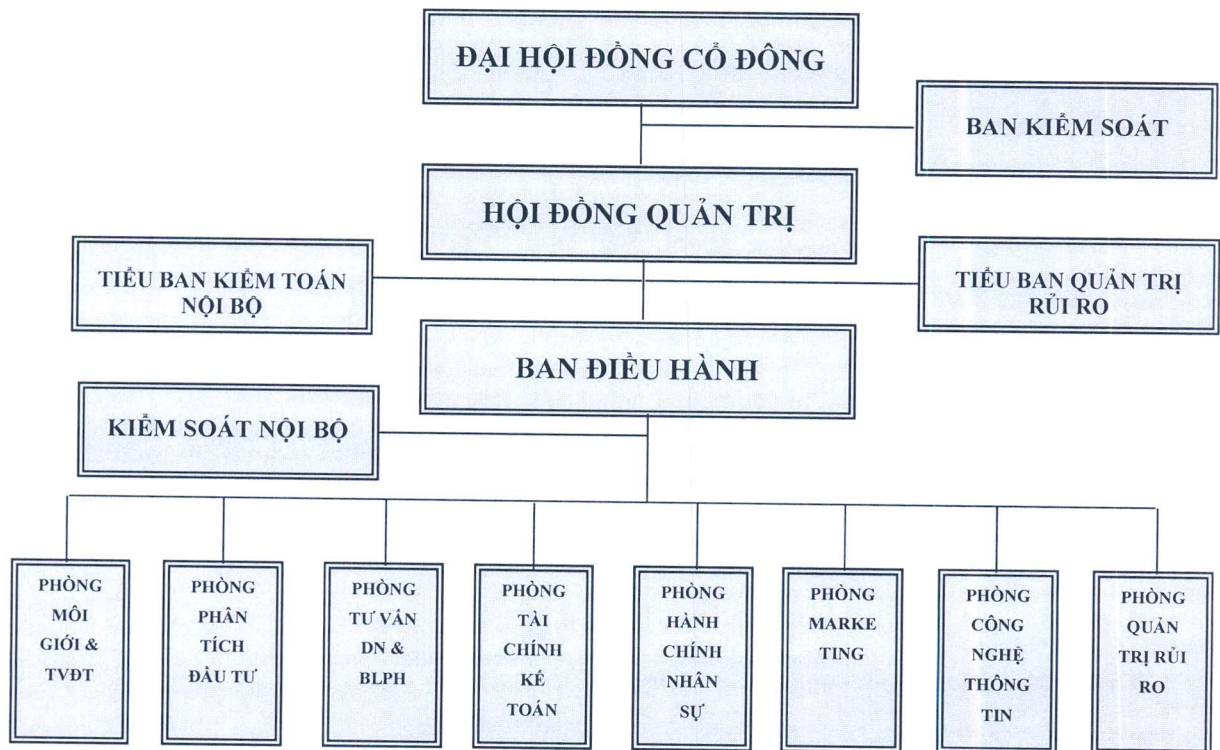 ĐẠI HỘI ĐỒNG CỔ ĐÔNG
BAN KIỂM SOÁT
HỘI ĐỒNG QUẢN TRỊ
TIỂU BAN KIỂM TOÁN
NỘI BỘ
TIỂU BAN QUẢN TRỊ
RỦI RO
BAN ĐIỀU HÀNH
KIỂM SOÁT NỘI BỘ
PHÒNG
MÔI
GIỚI &
TVĐT
PHÒNG
PHÂN
TÍCH
ĐẦU TƯ
PHÒNG
TƯ VẤN
DN &
BLPH
PHÒNG
TÀI
CHÍNH
KẾ
TOÁN
PHÒNG
HÀNH
CHÍNH
NHÂN
SỰ
PHÒNG
MARKE
TING
PHÒNG
CÔNG
NGHỆ
THÔNG
TIN
PHÒNG
QUẢN
TRỊ RỦI
RO